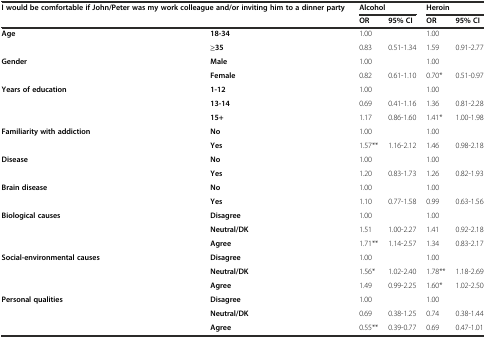 I would be comfortable if John/Peter was my work colleague and/or inviting him to a dinner party Alcohol Heroin
OR 95% CI OR 95% CI
Age 18-34 1.00 1.00
≥35 0.83 0.51-1.34 1.59 0.91-2.77
Gender Male 1.00 1.00
Female 0.82 0.61-1.10 0.70* 0.51-0.97
Years of education 1-12 1.00 1.00
13-14 0.69 0.41-1.16 1.36 0.81-2.28
15+ 1.17 0.86-1.60 1.41* 1.00-1.98
Familiarity with addiction No 1.00 1.00
Yes 1.57** 1.16-2.12 1.46 0.98-2.18
Disease No 1.00 1.00
Yes 1.20 0.83-1.73 1.26 0.82-1.93
Brain disease No 1.00 1.00
Yes 1.10 0.77-1.58 0.99 0.63-1.56
Biological causes Disagree 1.00 1.00
Neutral/DK 1.51 1.00-2.27 1.41 0.92-2.18
Agree 1.71** 1.14-2.57 1.34 0.83-2.17
Social-environmental causes Disagree 1.00 1.00
Neutral/DK 1.56* 1.02-2.40 1.78** 1.18-2.69
Agree 1.49 0.99-2.25 1.60* 1.02-2.50
Personal qualities Disagree 1.00 1.00
Neutral/DK 0.69 0.38-1.25 0.74 0.38-1.44
Agree 0.55** 0.39-0.77 0.69 0.47-1.01